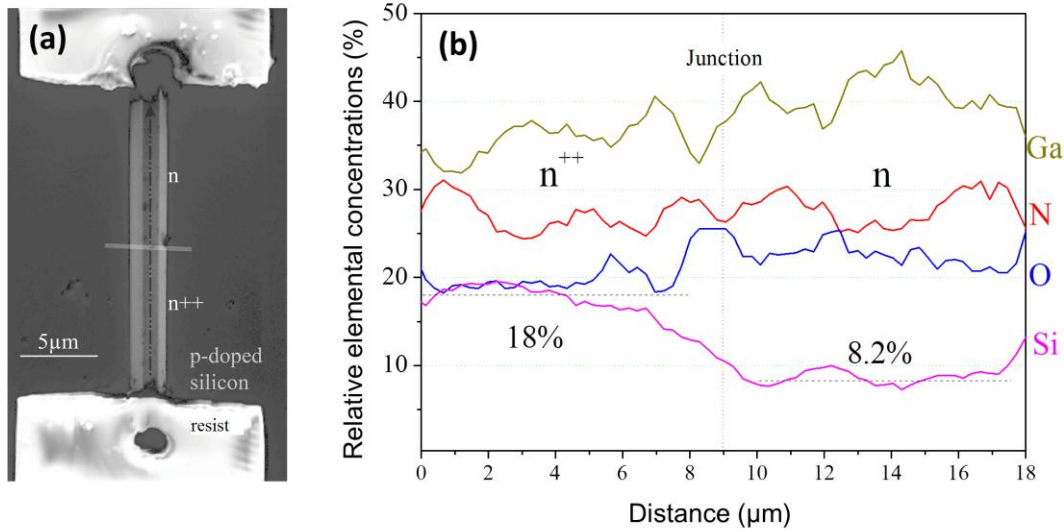 (a)
n
n++
5µm
p-doped
silicon
resist
(b)
Relative elemental concentrations (%)
50
40
30
20
10
Junction
n++
n
18%
8.2%
Ga
N
O
Si
0
2
4
6
8
10
12
14
16
18
Distance (µm)